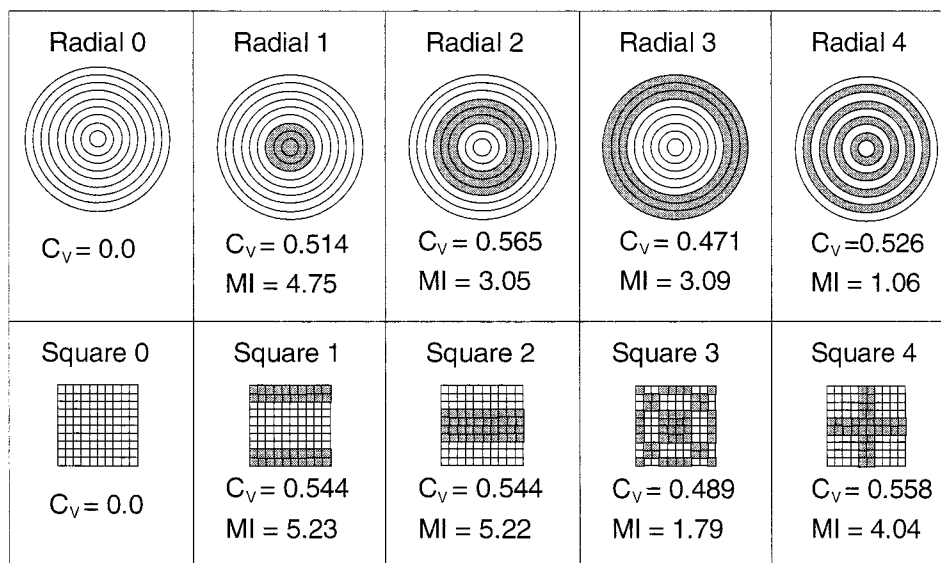 Radial 0
C_V = 0.0
Radial 1
C_V = 0.514
MI = 4.75
Radial 2
C_V = 0.565
MI = 3.05
Radial 3
C_V = 0.471
MI = 3.09
Radial 4
C_V =0.526
MI = 1.06
Square 0
C_V = 0.0
Square 1
C_V = 0.544
MI = 5.23
Square 2
C_V = 0.544
MI = 5.22
Square 3
C_V = 0.489
MI = 1.79
Square 4
C_V = 0.558
MI = 4.04